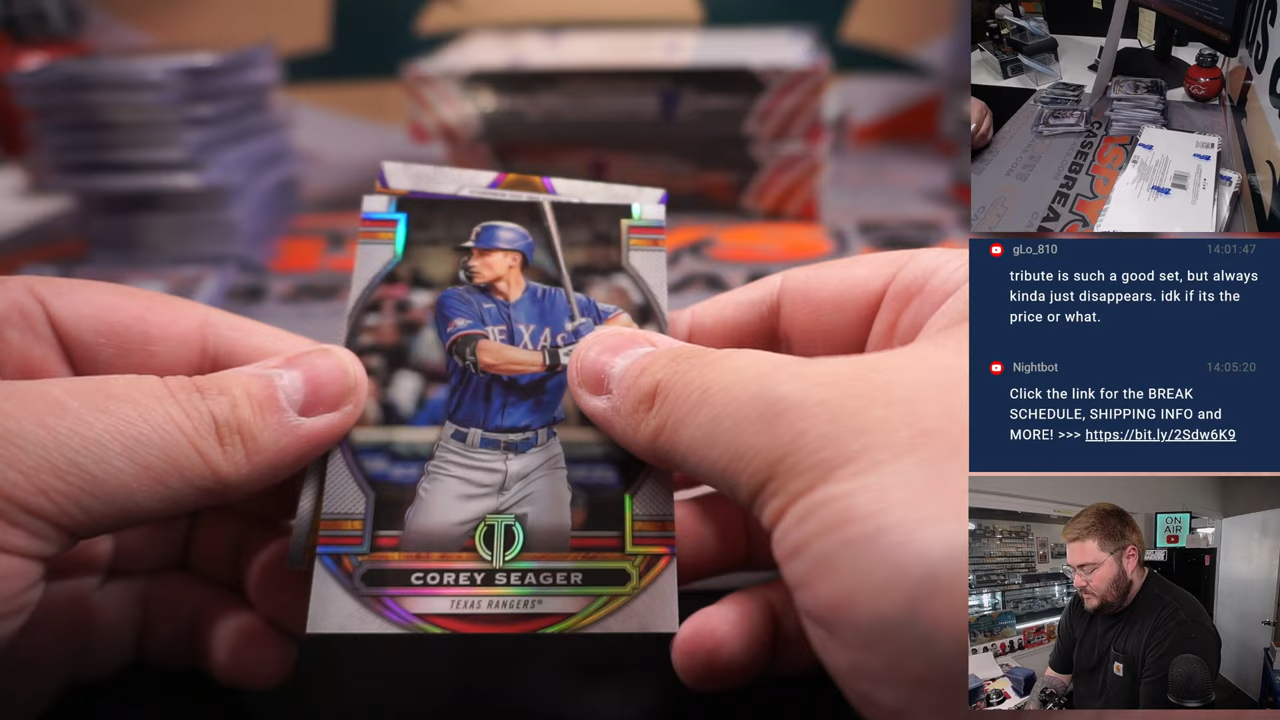 TEXAS
COREY SEAGER
TEXAS RANGERS®
gLo_810 14:01:47
tribute is such a good set, but always
kinda just disappears. idk if its the
price or what.
Nightbot 14:05:20
Click the link for the BREAK
SCHEDULE, SHIPPING INFO and
MORE! >>> https://bit.ly/2Sdw6K9
ON
AIR